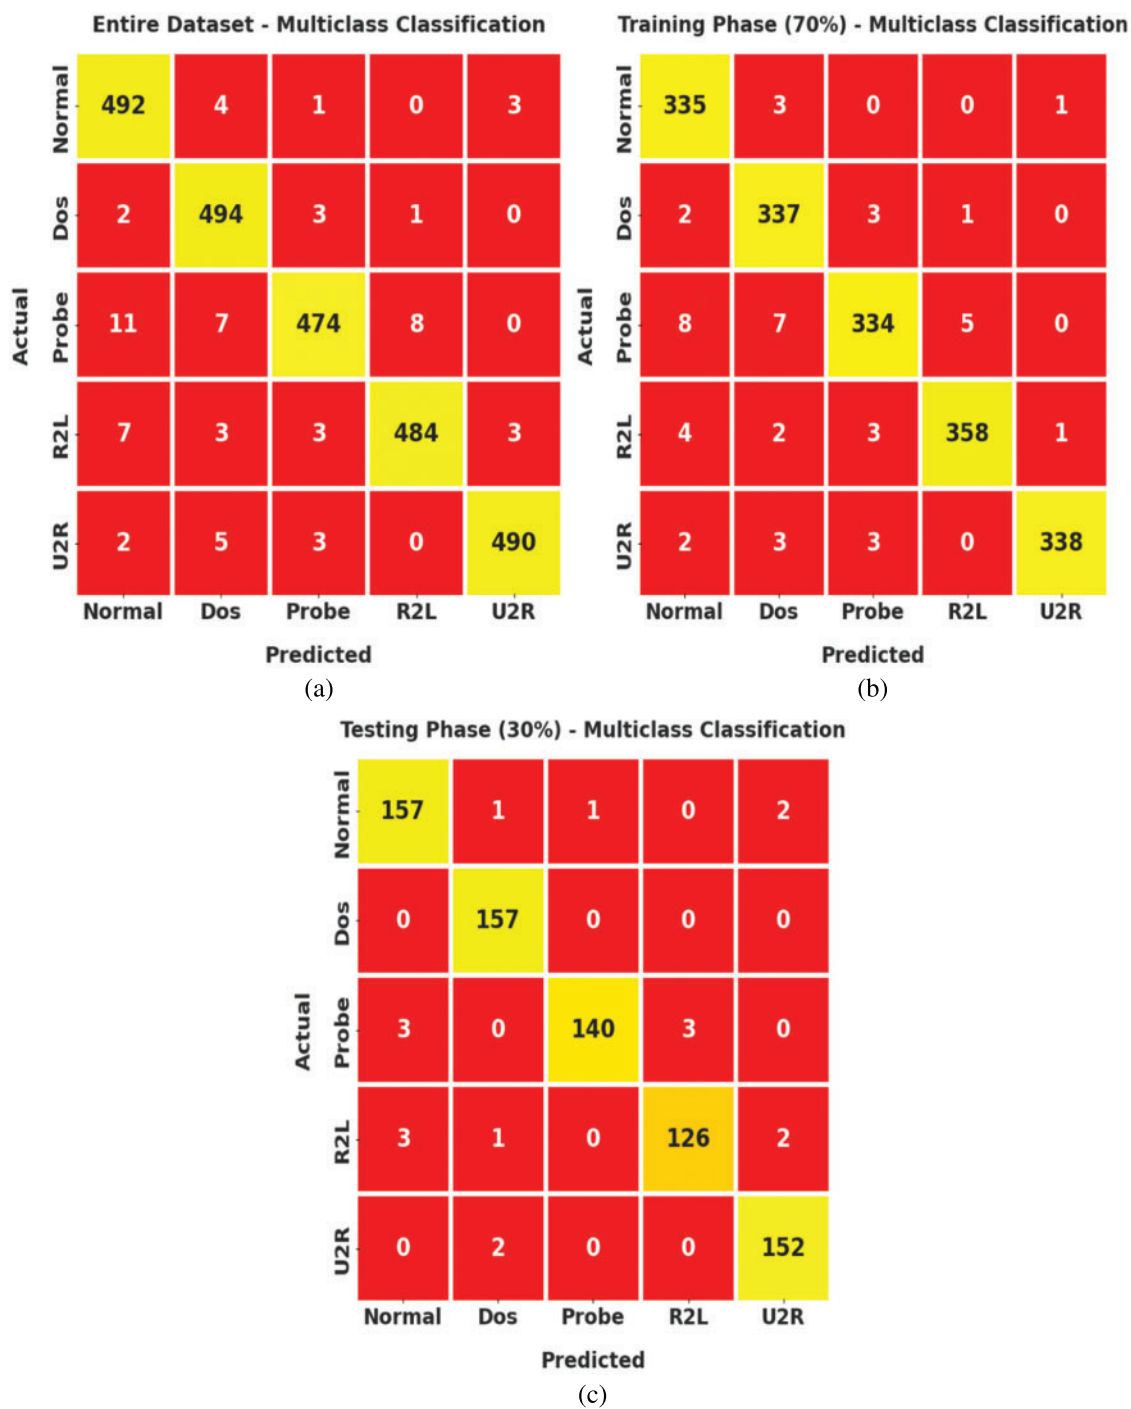 Entire Dataset - Multiclass Classification
Normal 492 4 1 0 3
Dos 2 494 3 1 0
Probe 11 7 474 8 0
R2L 7 3 3 484 3
U2R 2 5 3 0 490
Actual
Normal Dos Probe R2L U2R
Predicted
(a)
Training Phase (70%) - Multiclass Classification
Normal 335 3 0 0 1
Dos 2 337 3 1 0
Probe 8 7 334 5 0
R2L 4 2 3 358 1
U2R 2 3 3 0 338
Actual
Normal Dos Probe R2L U2R
Predicted
(b)
Testing Phase (30%) - Multiclass Classification
Normal 157 1 1 0 2
Dos 0 157 0 0 0
Probe 3 0 140 3 0
R2L 3 1 0 126 2
U2R 0 2 0 0 152
Actual
Normal Dos Probe R2L U2R
Predicted
(c)